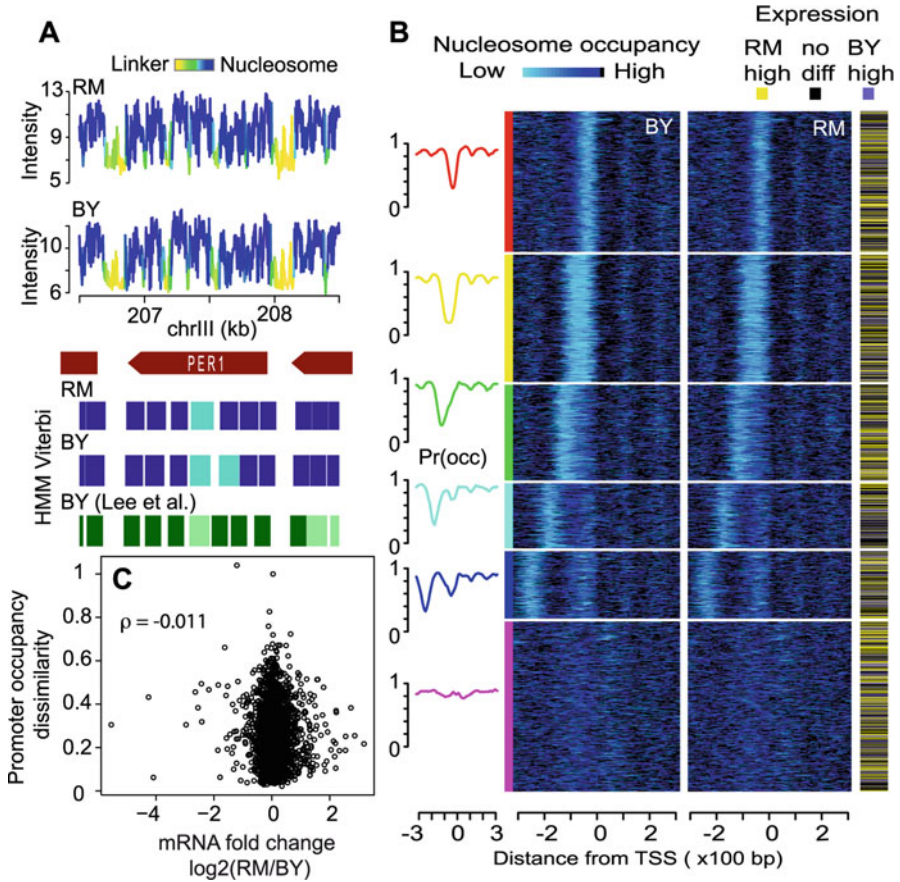 A
Linker Nucleosome
RM
Intensity
13
11
9
7
5
BY
Intensity
10
8
6
207 208
chrIII (kb)
PER1
HMM Viterbi
RM
BY
BY (Lee et al.)
C
Promoter occupancy
dissimilarity
1
0.8
0.6
0.4
0.2
0
ρ = -0.011
−4 −2 0 2
mRNA fold change
log2(RM/BY)
B
Nucleosome occupancy
Low High
Expression
RM no BY
high diff high
BY RM
1
0
1
0
1
0
Pr(occ)
1
0
1
0
1
0
-3 0 3
-2 0 2
-2 0 2
Distance from TSS ( x100 bp)